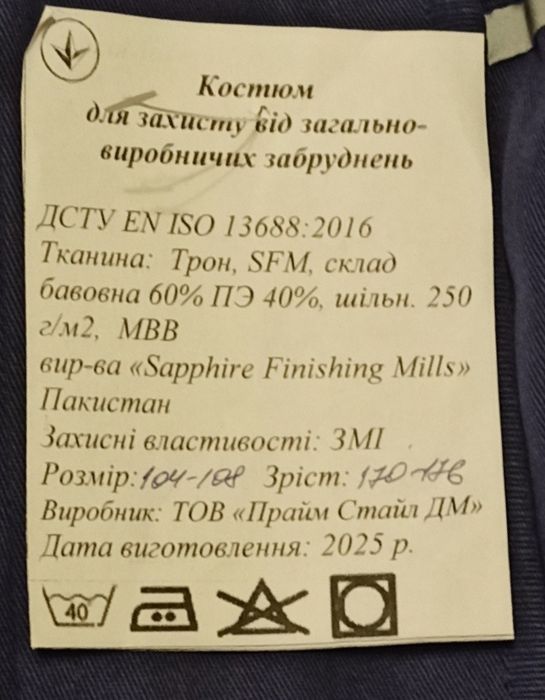 Костюм
для захисту від загально-
виробничих забруднень
ДСТУ EN ISO 13688:2016
Тканина: Трон, SFM, склад
бавовна 60% ПЭ 40%, шільн. 250
г/м2, МВВ
вир-ва «Sapphire Finishing Mills»
Пакистан
Захисні властивості: ЗМІ
Розмір: 104-108 Зріст: 170-176
Виробник: ТОВ «Прайм Стайл ДМ»
Дата виготовлення: 2025 р.
40